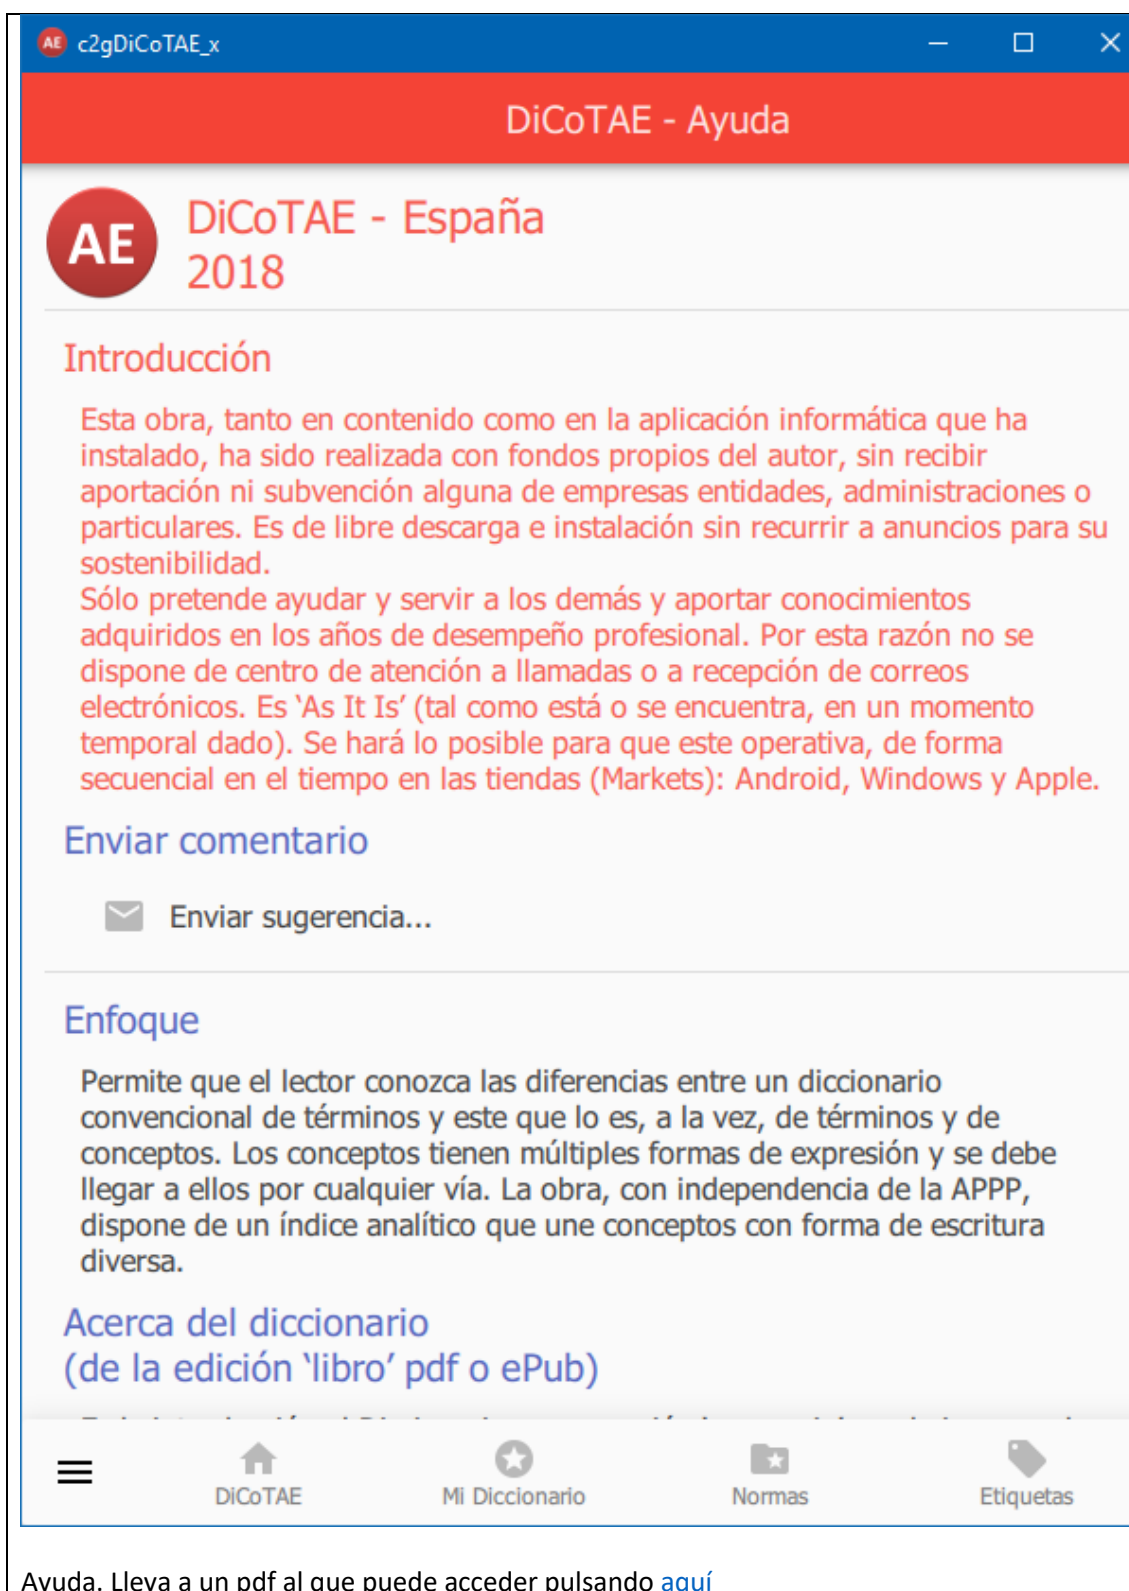 AE c2gDiCoTAE_x
DiCoTAE - Ayuda
AE
DiCoTAE - España
2018
Introducción
Esta obra, tanto en contenido como en la aplicación informática que ha
instalado, ha sido realizada con fondos propios del autor, sin recibir
aportación ni subvención alguna de empresas entidades, administraciones o
particulares. Es de libre descarga e instalación sin recurrir a anuncios para su
sostenibilidad.
Sólo pretende ayudar y servir a los demás y aportar conocimientos
adquiridos en los años de desempeño profesional. Por esta razón no se
dispone de centro de atención a llamadas o a recepción de correos
electrónicos. Es ‘As It Is’ (tal como está o se encuentra, en un momento
temporal dado). Se hará lo posible para que este operativa, de forma
secuencial en el tiempo en las tiendas (Markets): Android, Windows y Apple.
Enviar comentario
Enviar sugerencia...
Enfoque
Permite que el lector conozca las diferencias entre un diccionario
convencional de términos y este que lo es, a la vez, de términos y de
conceptos. Los conceptos tienen múltiples formas de expresión y se debe
llegar a ellos por cualquier vía. La obra, con independencia de la APPP,
dispone de un índice analítico que une conceptos con forma de escritura
diversa.
Acerca del diccionario
(de la edición ‘libro’ pdf o ePub)
DiCoTAE
Mi Diccionario
Normas
Etiquetas
Ayuda. Lleva a un pdf al que puede acceder pulsando aquí